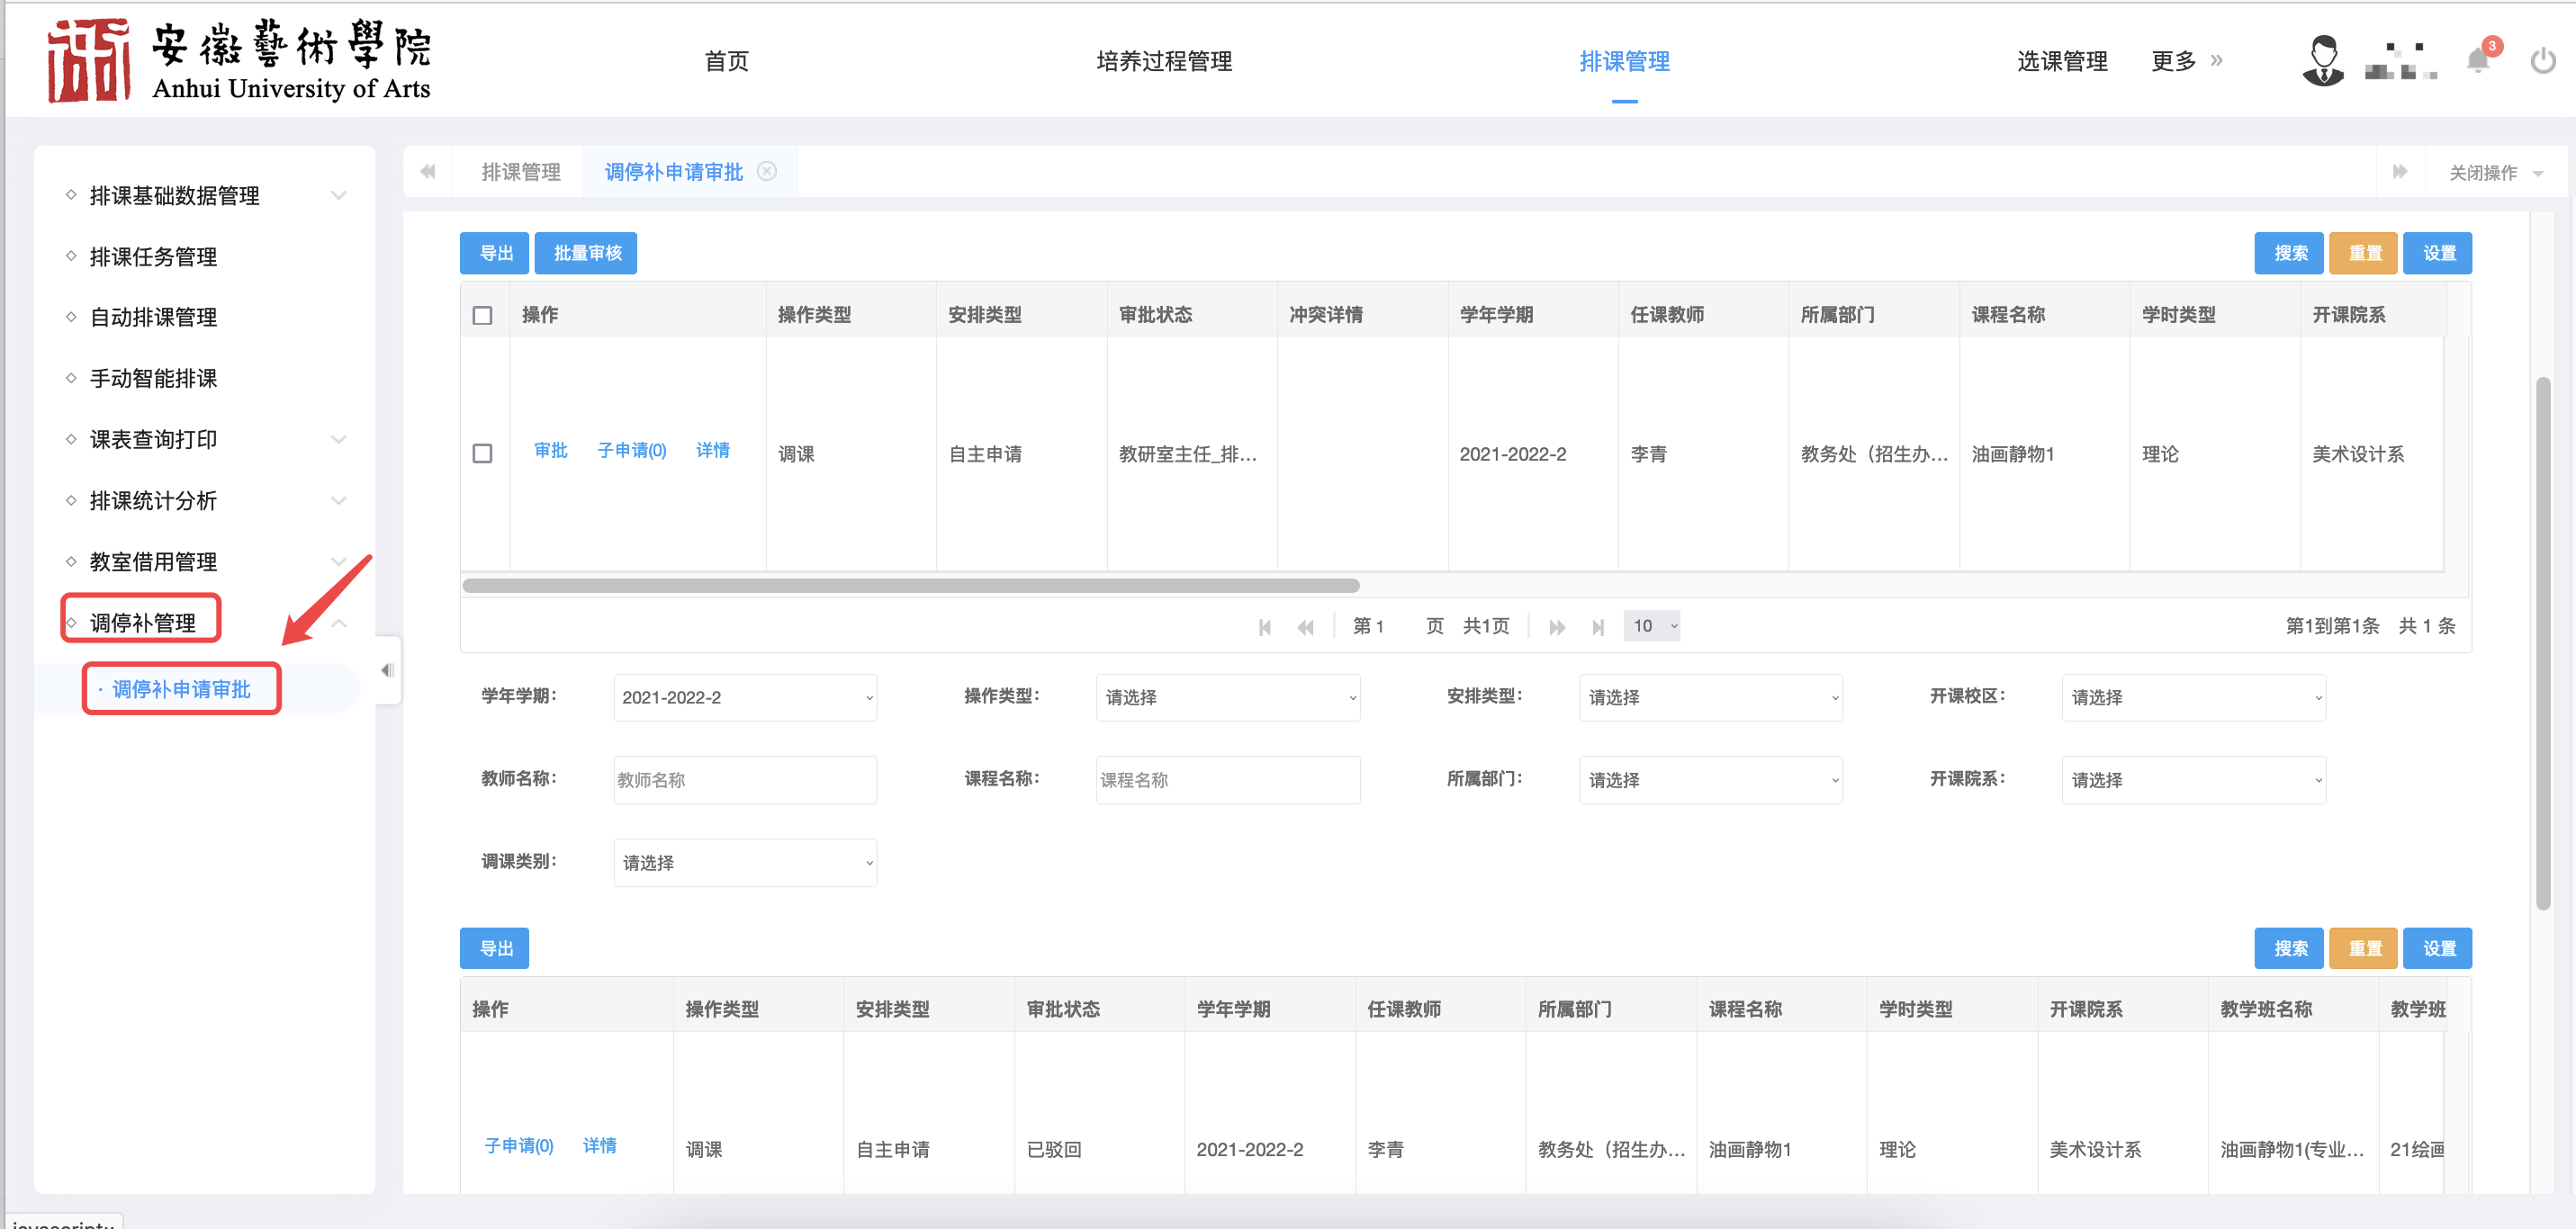 安徽藝術學院
Anhui University of Arts
首页 培养过程管理 排课管理 选课管理 更多 »
3
排课基础数据管理
排课任务管理
自动排课管理
手动智能排课
课表查询打印
排课统计分析
教室借用管理
调停补管理
· 调停补申请审批
排课管理 调停补申请审批 关闭操作
导出 批量审核 搜索 重置 设置
操作 操作类型 安排类型 审批状态 冲突详情 学年学期 任课教师 所属部门 课程名称 学时类型 开课院系
审批 子申请(0) 详情 调课 自主申请 教研室主任_排... 2021-2022-2 李青 教务处（招生办... 油画静物1 理论 美术设计系
第 1 页 共1页 10 第1到第1条 共 1 条
学年学期： 2021-2022-2 操作类型： 请选择 安排类型： 请选择 开课校区： 请选择
教师名称： 教师名称 课程名称： 课程名称 所属部门： 请选择 开课院系： 请选择
调课类别： 请选择
导出 搜索 重置 设置
操作 操作类型 安排类型 审批状态 学年学期 任课教师 所属部门 课程名称 学时类型 开课院系 教学班名称 教学班
子申请(0) 详情 调课 自主申请 已驳回 2021-2022-2 李青 教务处（招生办... 油画静物1 理论 美术设计系 油画静物1(专业... 21绘画